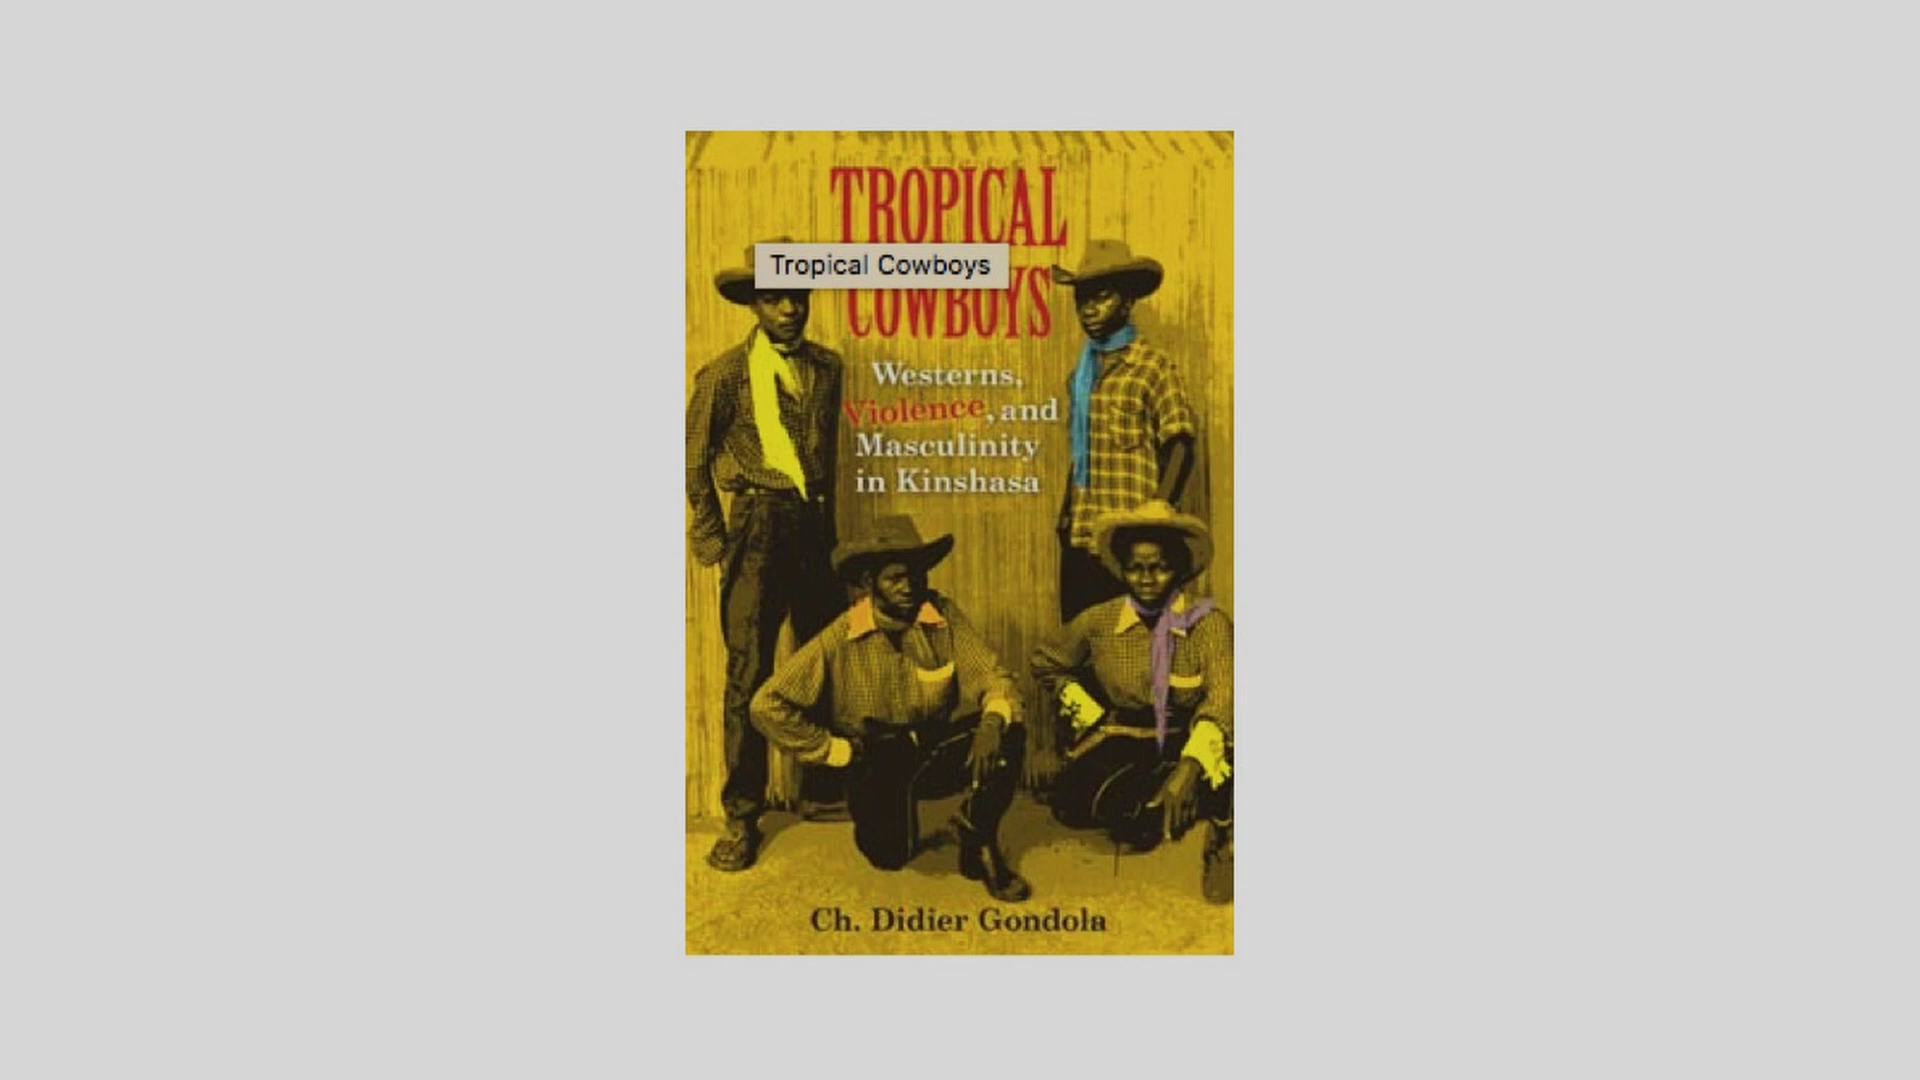 TROPICAL
Tropical Cowboys
COWBOYS
Westerns,
Violence, and
Masculinity
in Kinshasa
Ch. Didier Gondola